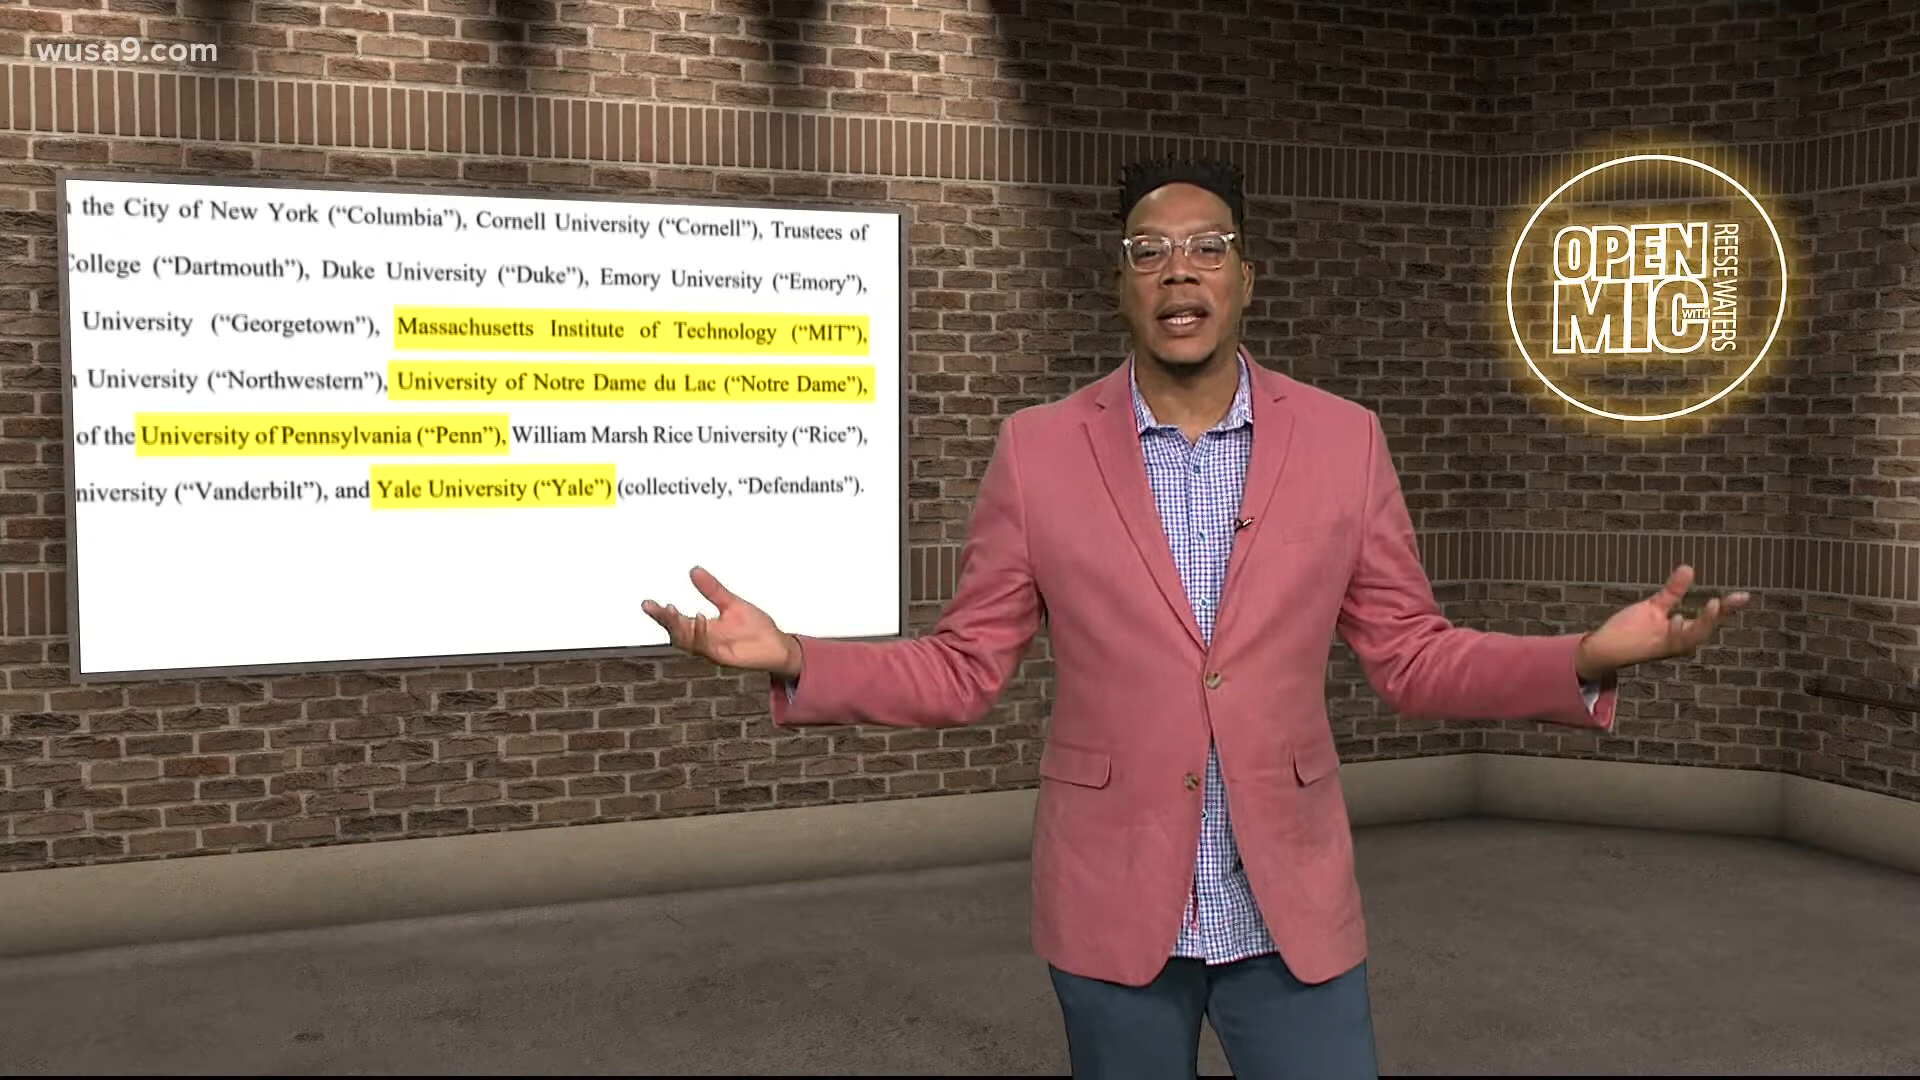 wusa9.com
the City of New York (“Columbia”), Cornell University (“Cornell”), Trustees of
College (“Dartmouth”), Duke University (“Duke”), Emory University (“Emory”),
University (“Georgetown”), Massachusetts Institute of Technology (“MIT”),
University (“Northwestern”), University of Notre Dame du Lac (“Notre Dame”),
of the University of Pennsylvania (“Penn”), William Marsh Rice University (“Rice”),
niversity (“Vanderbilt”), and Yale University (“Yale”) (collectively, “Defendants”).
OPEN
MIC
WITH
REESE WATERS